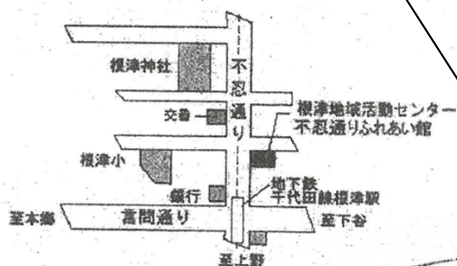 根津神社
不忍通り
交番
根津地域活動センター
不忍通りふれあい館
根津小
銀行
地下鉄
千代田線根津駅
至本郷
言問通り
至下谷
至上野